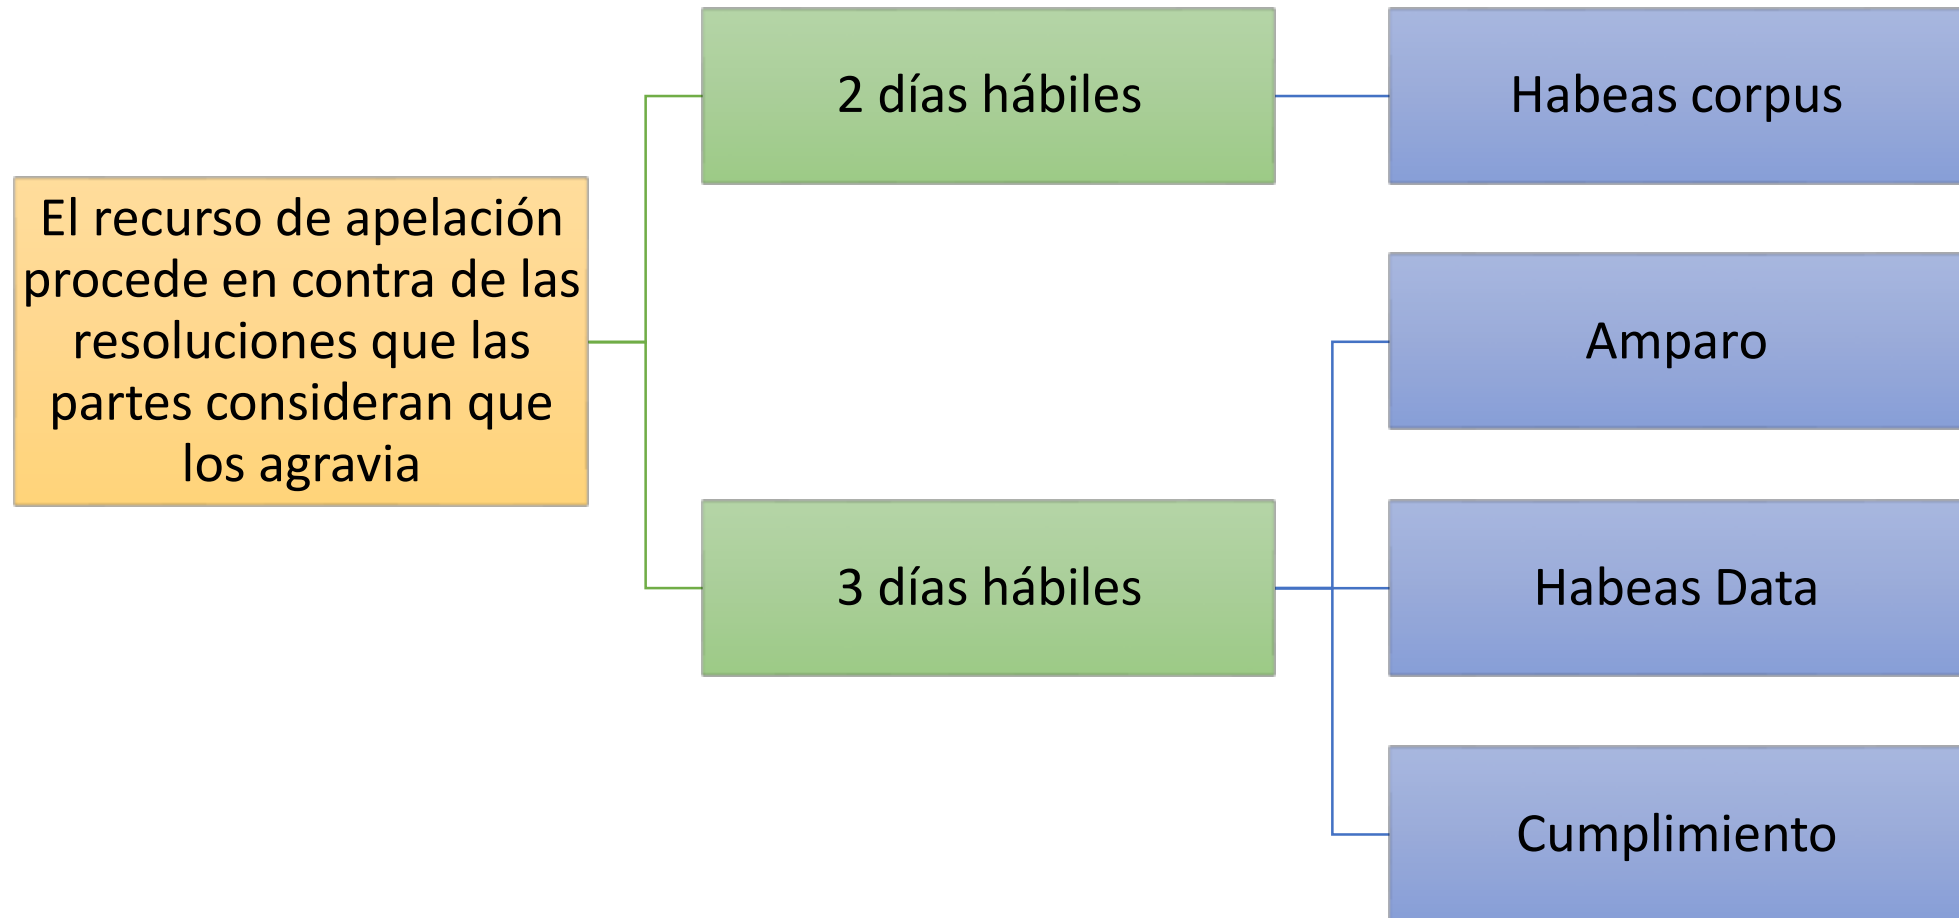 El recurso de apelación
procede en contra de las
resoluciones que las
partes consideran que
los agravia
2 días hábiles
Habeas corpus
3 días hábiles
Amparo
Habeas Data
Cumplimiento